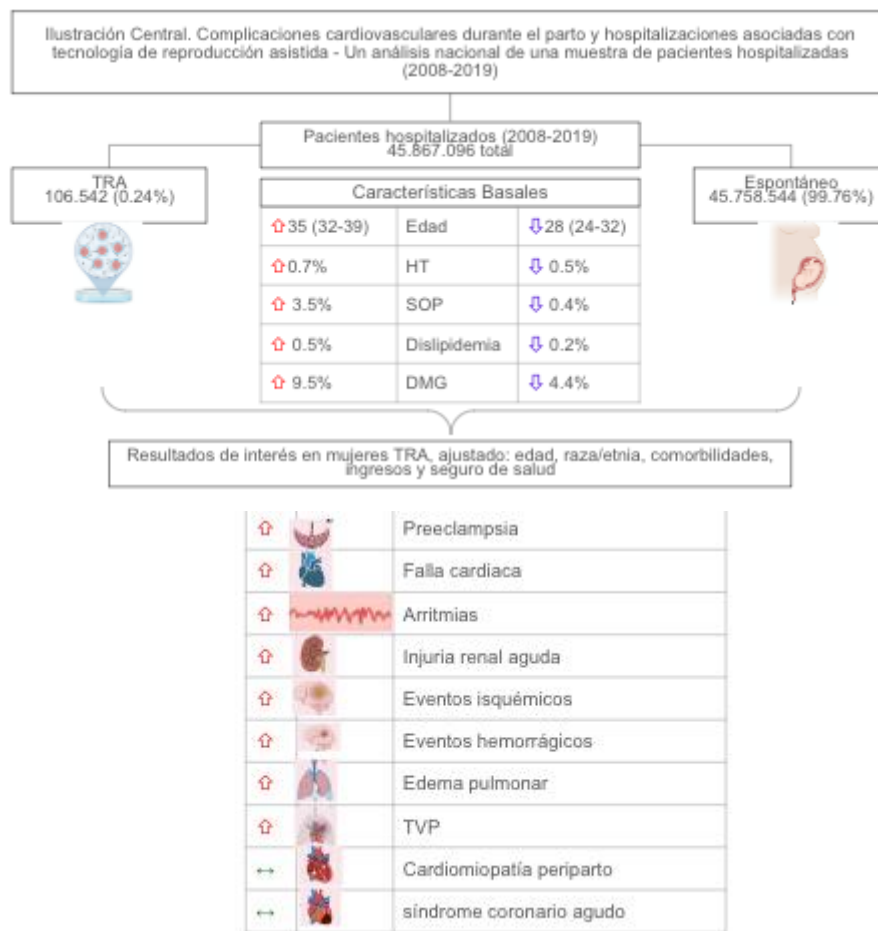 Ilustración Central. Complicaciones cardiovasculares durante el parto y hospitalizaciones asociadas con
tecnología de reproducción asistida - Un análisis nacional de una muestra de pacientes hospitalizadas
(2008-2019)
Pacientes hospitalizados (2008-2019)
45.867.096 total
TRA
106.542 (0.24%)
Espontáneo
45.758.544 (99.76%)
Características Basales
⇧ 35 (32-39) Edad ⇩ 28 (24-32)
⇧ 0.7% HT ⇩ 0.5%
⇧ 3.5% SOP ⇩ 0.4%
⇧ 0.5% Dislipidemia ⇩ 0.2%
⇧ 9.5% DMG ⇩ 4.4%
Resultados de interés en mujeres TRA, ajustado: edad, raza/etnia, comorbilidades,
ingresos y seguro de salud
⇧ Preeclampsia
⇧ Falla cardiaca
⇧ Arritmias
⇧ Injuria renal aguda
⇧ Eventos isquémicos
⇧ Eventos hemorrágicos
⇧ Edema pulmonar
⇧ TVP
↔ Cardiomiopatía periparto
↔ síndrome coronario agudo